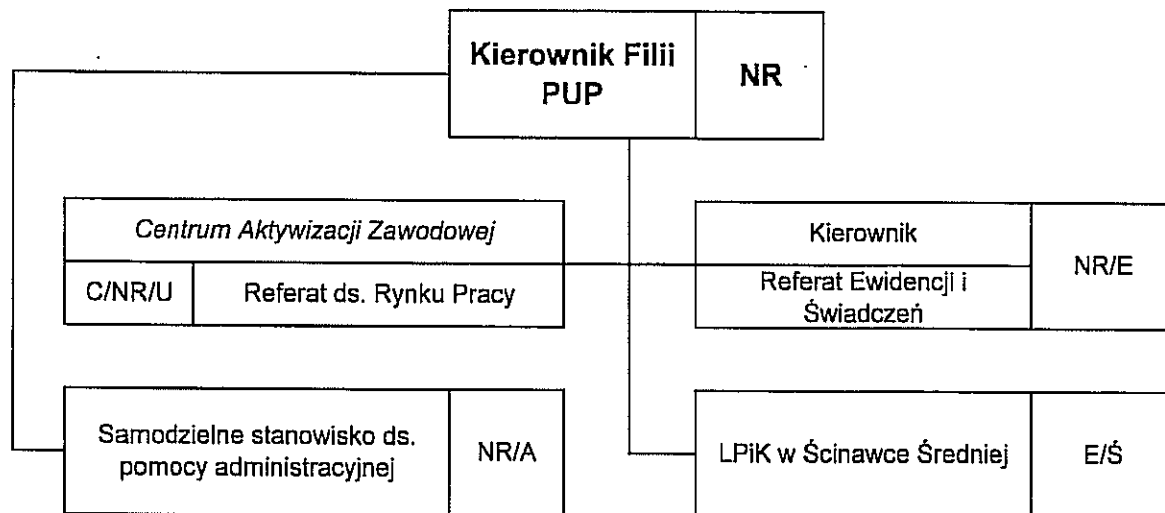 Kierownik Filii
PUP
NR
Centrum Aktywizacji Zawodowej
C/NR/U
Referat ds. Rynku Pracy
Kierownik
Referat Ewidencji i
Świadczeń
NR/E
Samodzielne stanowisko ds.
pomocy administracyjnej
NR/A
LPiK w Ścinawce Średniej
E/Ś